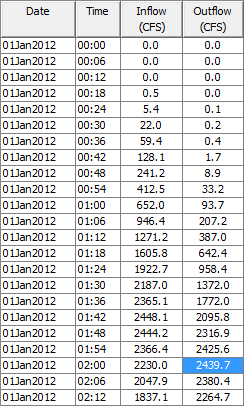 Date Time Inflow (CFS) Outflow (CFS)
01Jan2012 00:00 0.0 0.0
01Jan2012 00:06 0.0 0.0
01Jan2012 00:12 0.0 0.0
01Jan2012 00:18 0.5 0.0
01Jan2012 00:24 5.4 0.1
01Jan2012 00:30 22.0 0.2
01Jan2012 00:36 59.4 0.4
01Jan2012 00:42 128.1 1.7
01Jan2012 00:48 241.2 8.9
01Jan2012 00:54 412.5 33.2
01Jan2012 01:00 652.0 93.7
01Jan2012 01:06 946.4 207.2
01Jan2012 01:12 1271.2 387.0
01Jan2012 01:18 1605.8 642.4
01Jan2012 01:24 1922.7 958.4
01Jan2012 01:30 2187.0 1372.0
01Jan2012 01:36 2365.1 1772.0
01Jan2012 01:42 2448.1 2095.8
01Jan2012 01:48 2444.2 2316.9
01Jan2012 01:54 2366.4 2425.6
01Jan2012 02:00 2230.0 2439.7
01Jan2012 02:06 2047.9 2380.4
01Jan2012 02:12 1837.1 2264.7